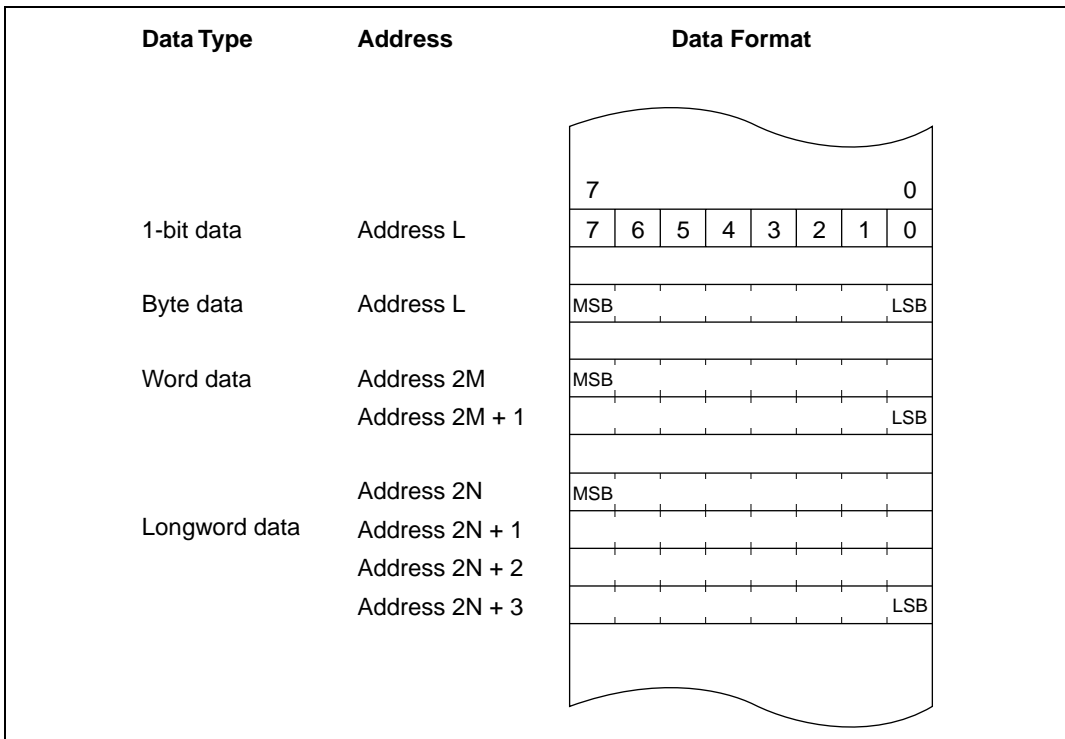 Data Type Address Data Format
7 0
1-bit data Address L 7 6 5 4 3 2 1 0
Byte data Address L MSB LSB
Word data Address 2M MSB
Address 2M + 1 LSB
Address 2N MSB
Longword data Address 2N + 1
Address 2N + 2
Address 2N + 3 LSB